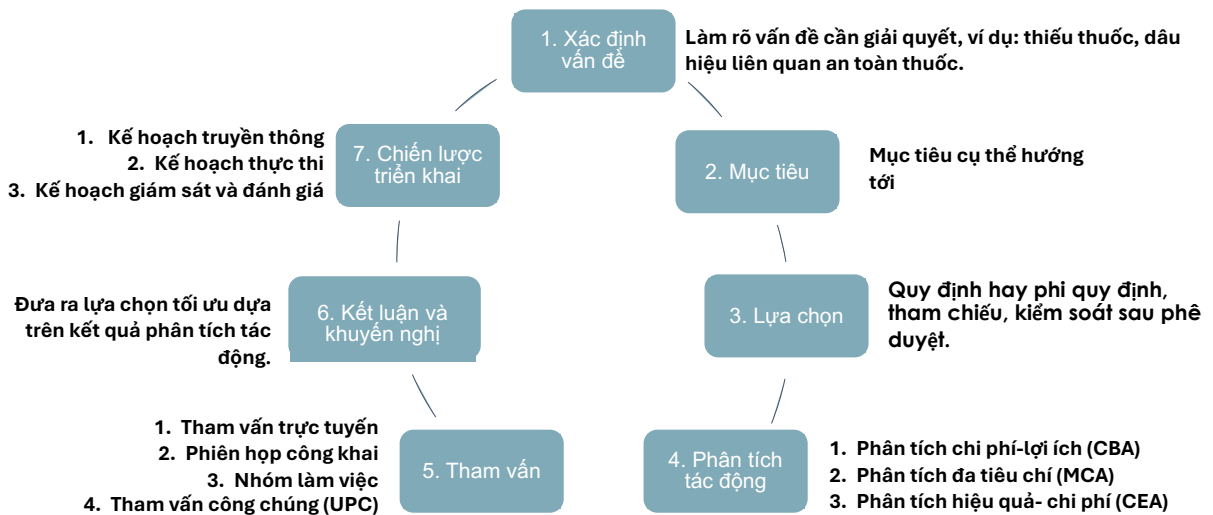 1. Xác định
vấn đề
Làm rõ vấn đề cần giải quyết, ví dụ: thiếu thuốc, dâu
hiệu liên quan an toàn thuốc.
2. Mục tiêu
Mục tiêu cụ thể hướng
tới
3. Lựa chọn
Quy định hay phi quy định,
tham chiếu, kiểm soát sau phê
duyệt.
4. Phân tích
tác động
1. Phân tích chi phí-lợi ích (CBA)
2. Phân tích đa tiêu chí (MCA)
3. Phân tích hiệu quả- chi phí (CEA)
5. Tham vấn
1. Tham vấn trực tuyến
2. Phiên họp công khai
3. Nhóm làm việc
4. Tham vấn công chúng (UPC)
6. Kết luận và
khuyến nghị
Đưa ra lựa chọn tối ưu dựa
trên kết quả phân tích tác
động.
7. Chiến lược
triển khai
1. Kế hoạch truyền thông
2. Kế hoạch thực thi
3. Kế hoạch giám sát và đánh giá